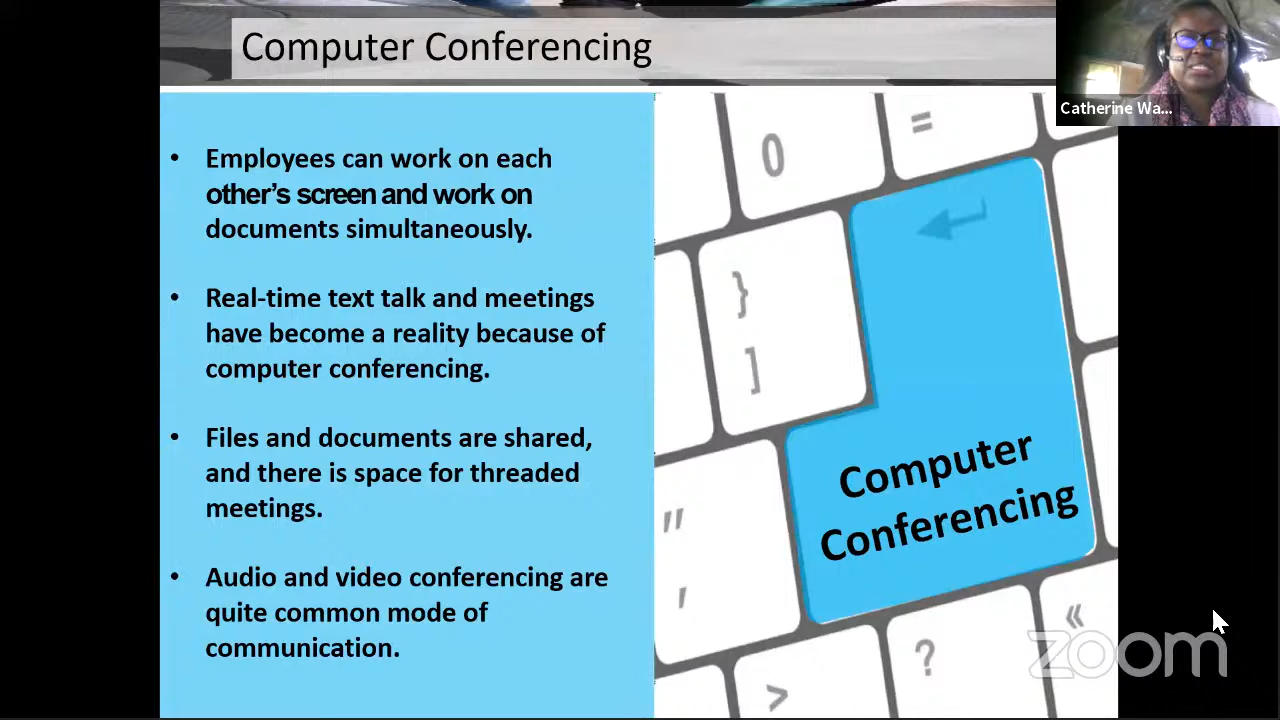 Computer Conferencing
Catherine Wa...
• Employees can work on each
other's screen and work on
documents simultaneously.
• Real-time text talk and meetings
have become a reality because of
computer conferencing.
• Files and documents are shared,
and there is space for threaded
meetings.
• Audio and video conferencing are
quite common mode of
communication.
0
=
}
]
Computer
Conferencing
"
'
«
?
>
zoom